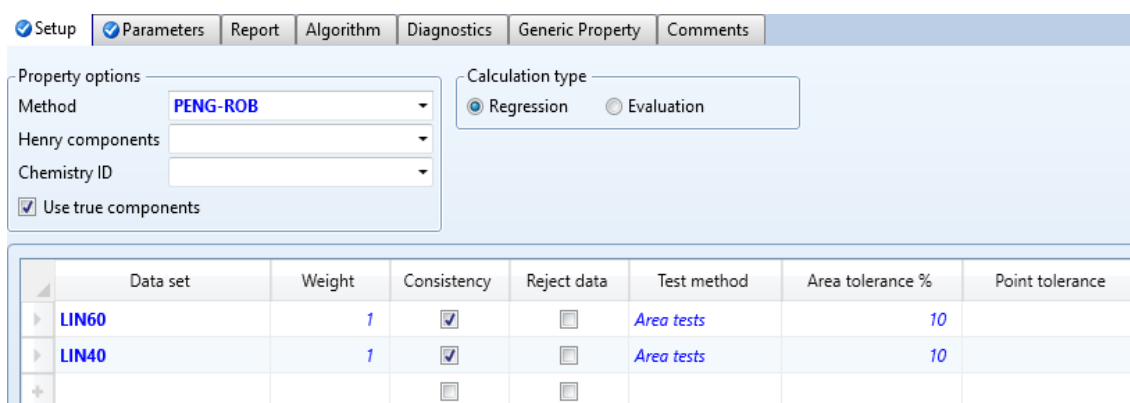 Setup Parameters Report Algorithm Diagnostics Generic Property Comments
Property options
Method PENG-ROB
Henry components
Chemistry ID
Use true components
Calculation type
Regression Evaluation
Data set Weight Consistency Reject data Test method Area tolerance % Point tolerance
LIN60 1 Area tests 10
LIN40 1 Area tests 10